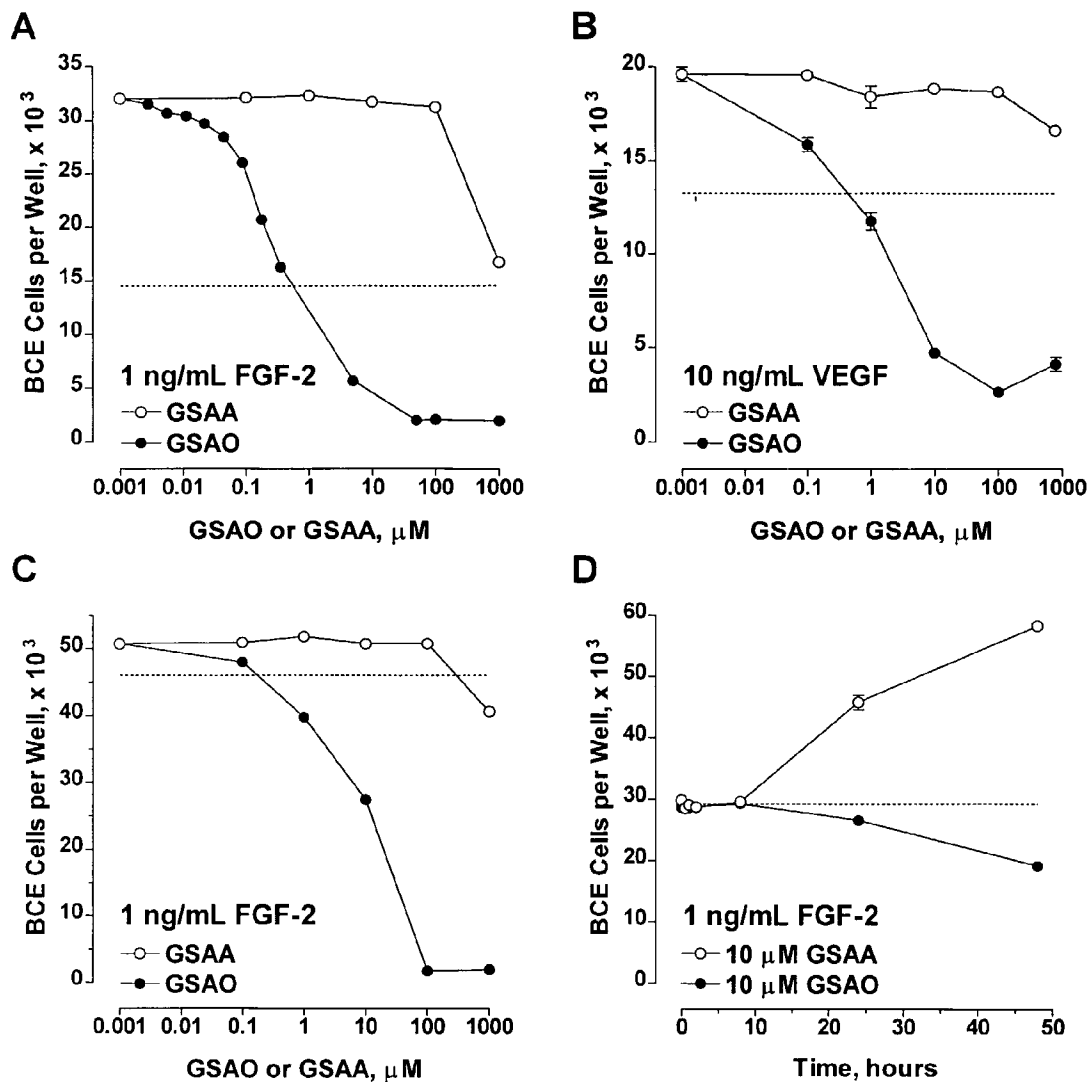 A
BCE Cells per Well, x 10³
35
30
25
20
15
10
5
0
1 ng/mL FGF-2
GSAA
GSAO
0.001 0.01 0.1 1 10 100 1000
GSAO or GSAA, μM
B
BCE Cells per Well, x 10³
20
15
10
5
0
10 ng/mL VEGF
GSAA
GSAO
0.001 0.01 0.1 1 10 100 1000
GSAO or GSAA, μM
C
BCE Cells per Well, x 10³
50
40
30
20
10
0
1 ng/mL FGF-2
GSAA
GSAO
0.001 0.1 1 10 100 1000
GSAO or GSAA, μM
D
BCE Cells per Well, x 10³
60
50
40
30
20
10
0
1 ng/mL FGF-2
10 μM GSAA
10 μM GSAO
0 10 20 30 40 50
Time, hours